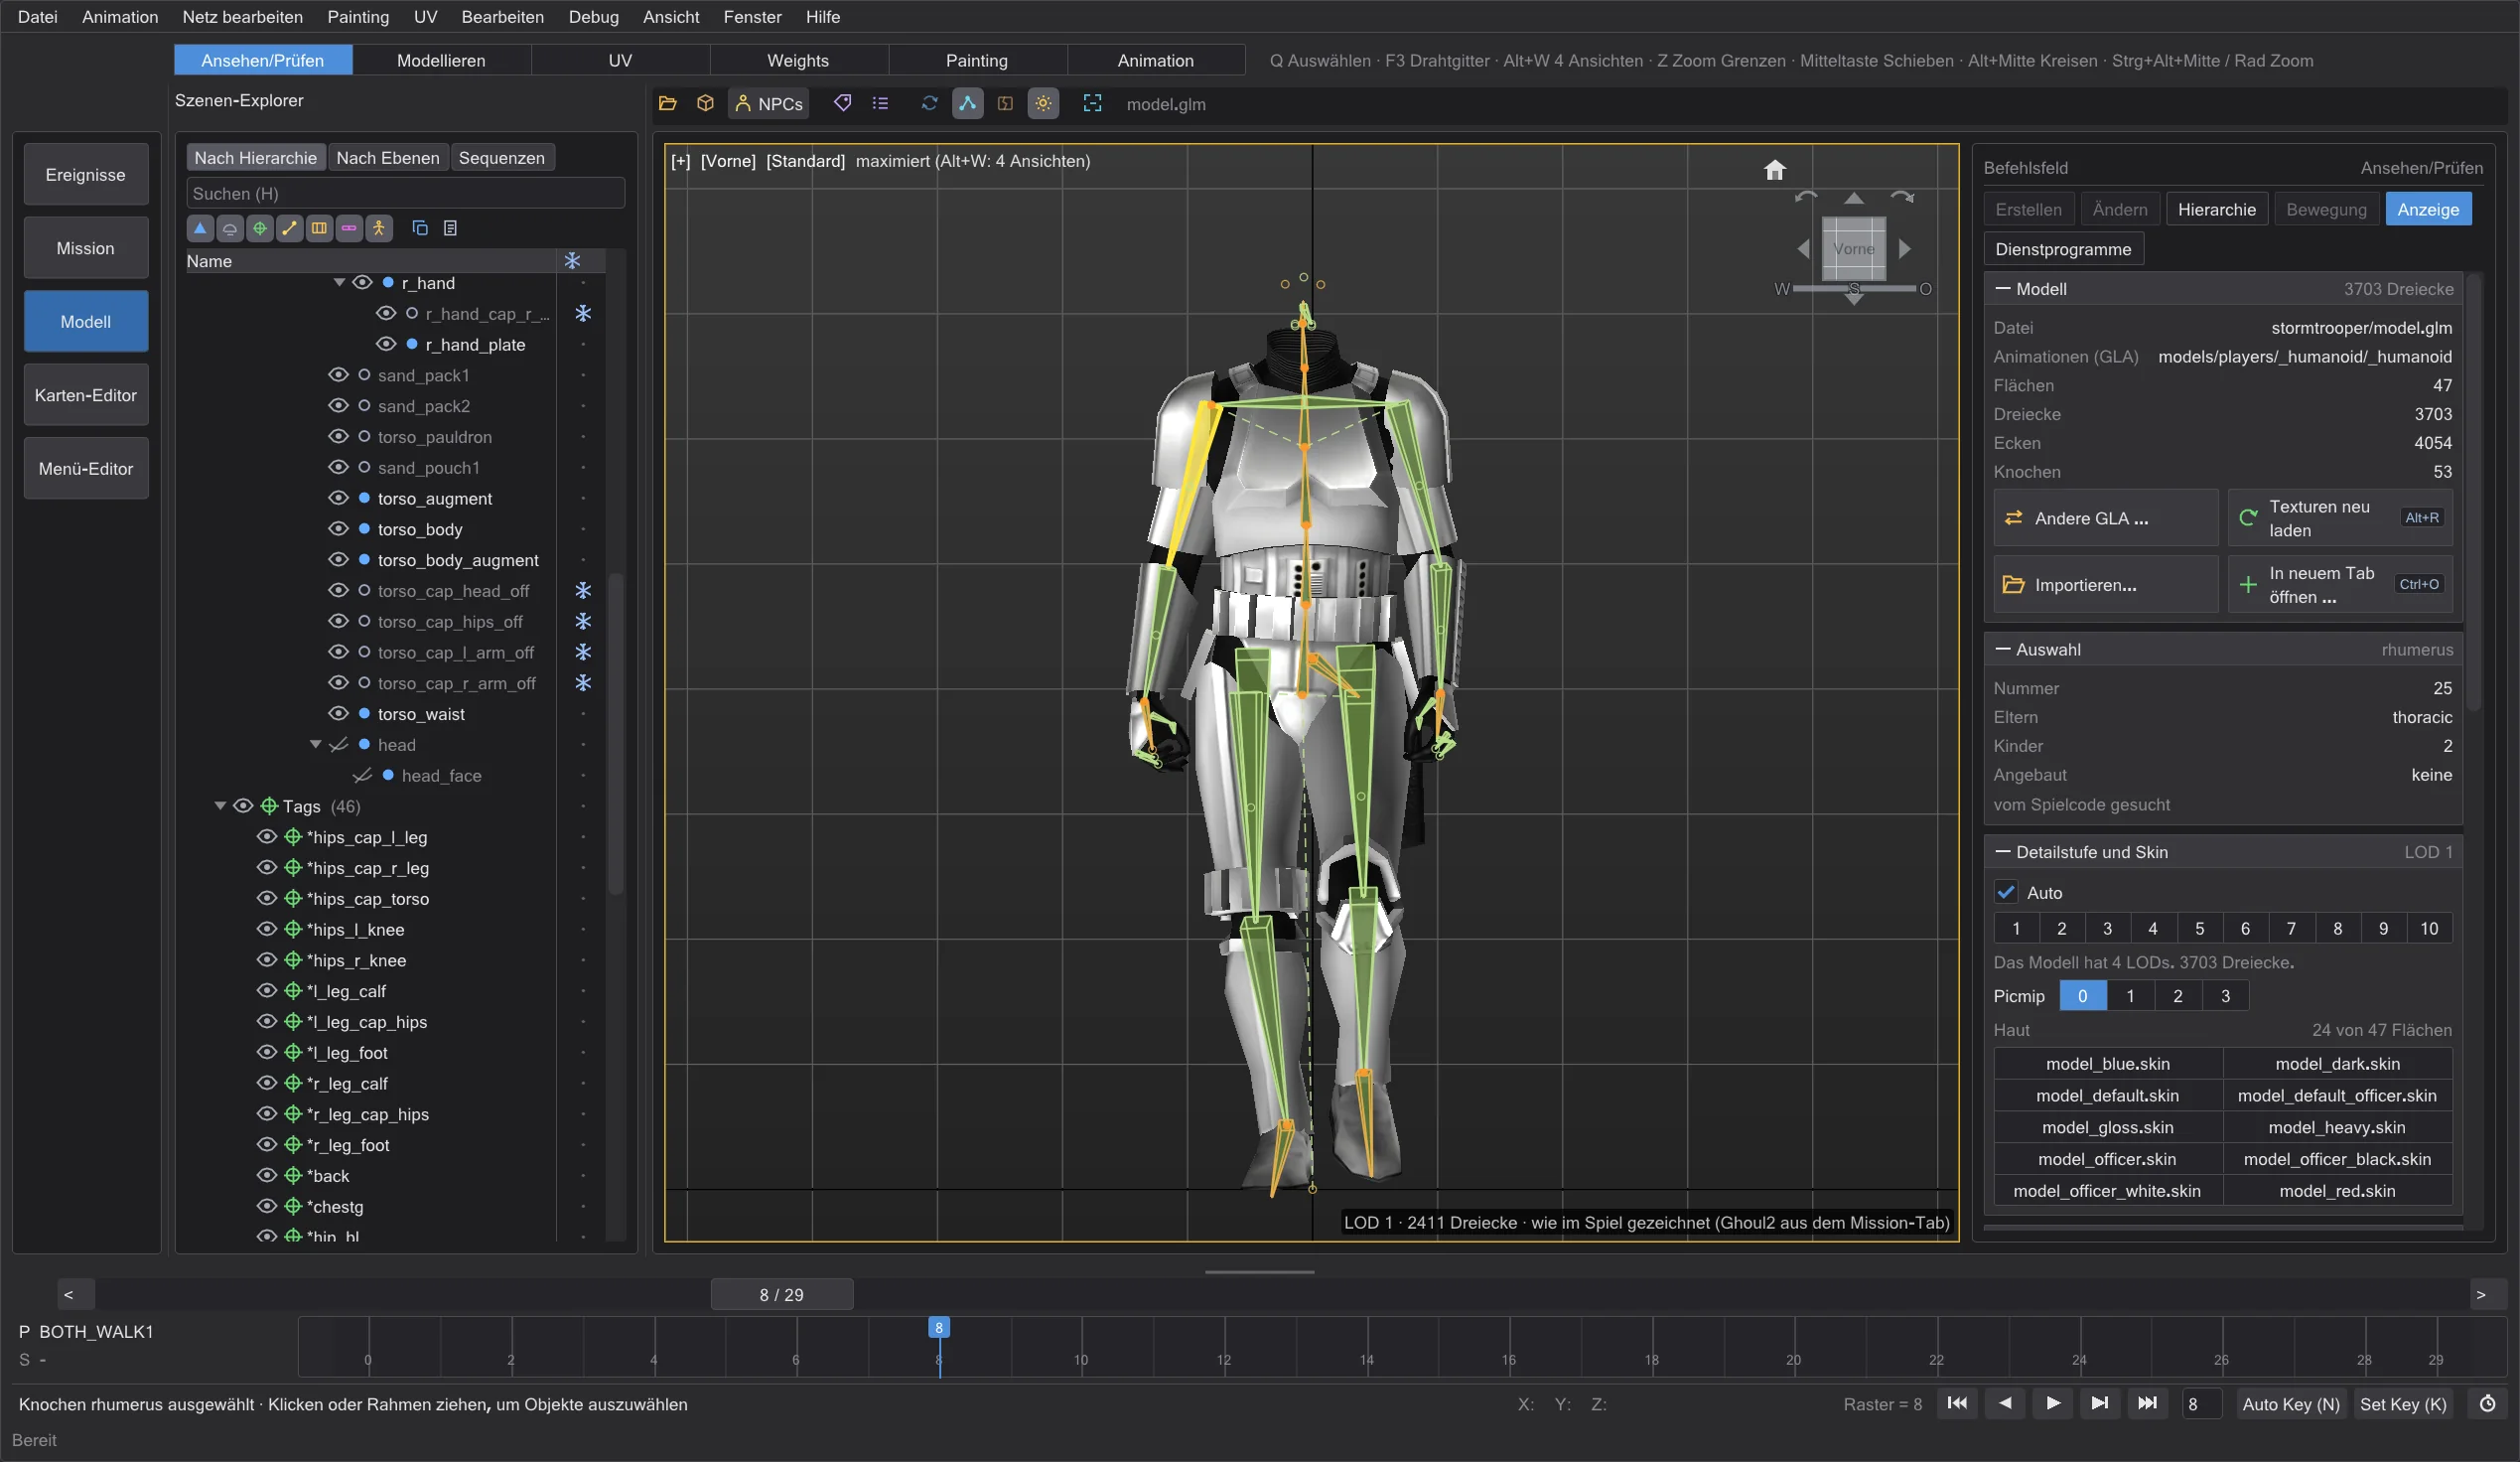 Datei Animation Netz bearbeiten Painting UV Bearbeiten Debug Ansicht Fenster Hilfe
Ansehen/Prüfen Modellieren UV Weights Painting Animation Q Auswählen · F3 Drahtgitter · Alt+W 4 Ansichten · Z Zoom Grenzen · Mitteltaste Schieben · Alt+Mitte Kreisen · Strg+Alt+Mitte / Rad Zoom
Szenen-Explorer
NPCs model.glm
Ereignisse
Mission
Modell
Karten-Editor
Menü-Editor
Nach Hierarchie Nach Ebenen Sequenzen
Suchen (H)
Name
r_hand
r_hand_cap_r_...
r_hand_plate
sand_pack1
sand_pack2
torso_pauldron
sand_pouch1
torso_augment
torso_body
torso_body_augment
torso_cap_head_off
torso_cap_hips_off
torso_cap_l_arm_off
torso_cap_r_arm_off
torso_waist
head
head_face
Tags (46)
*hips_cap_l_leg
*hips_cap_r_leg
*hips_cap_torso
*hips_l_knee
*hips_r_knee
*l_leg_calf
*l_leg_cap_hips
*l_leg_foot
*r_leg_calf
*r_leg_cap_hips
*r_leg_foot
*back
*chestg
*hip_bl
[+] [Vorne] [Standard] maximiert (Alt+W: 4 Ansichten)
Vorne
W S O
LOD 1 · 2411 Dreiecke · wie im Spiel gezeichnet (Ghoul2 aus dem Mission-Tab)
Befehlsfeld Ansehen/Prüfen
Erstellen Ändern Hierarchie Bewegung Anzeige
Dienstprogramme
Modell 3703 Dreiecke
Datei stormtrooper/model.glm
Animationen (GLA) models/players/_humanoid/_humanoid
Flächen 47
Dreiecke 3703
Ecken 4054
Knochen 53
Andere GLA ...
Texturen neu laden Alt+R
Importieren...
In neuem Tab öffnen ... Ctrl+O
Auswahl rhumerus
Nummer 25
Eltern thoracic
Kinder 2
Angebaut keine
vom Spielcode gesucht
Detailstufe und Skin LOD 1
Auto
1 2 3 4 5 6 7 8 9 10
Das Modell hat 4 LODs. 3703 Dreiecke.
Picmip 0 1 2 3
Haut 24 von 47 Flächen
model_blue.skin model_dark.skin
model_default.skin model_default_officer.skin
model_gloss.skin model_heavy.skin
model_officer.skin model_officer_black.skin
model_officer_white.skin model_red.skin
< 8 / 29 >
P BOTH_WALK1
S -
8
0 2 4 6 8 10 12 14 16 18 20 22 24 26 28 29
Knochen rhumerus ausgewählt · Klicken oder Rahmen ziehen, um Objekte auszuwählen X: Y: Z: Raster = 8 8 Auto Key (N) Set Key (K)
Bereit